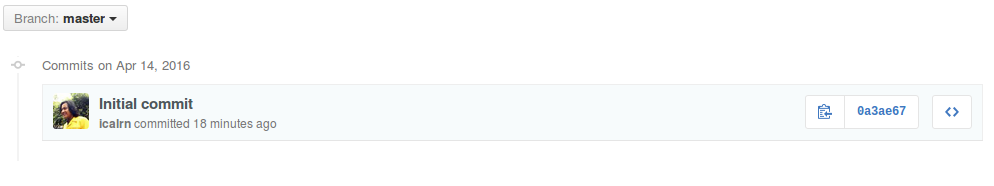 Branch: master
Commits on Apr 14, 2016
Initial commit
icalrn committed 18 minutes ago
0a3ae67